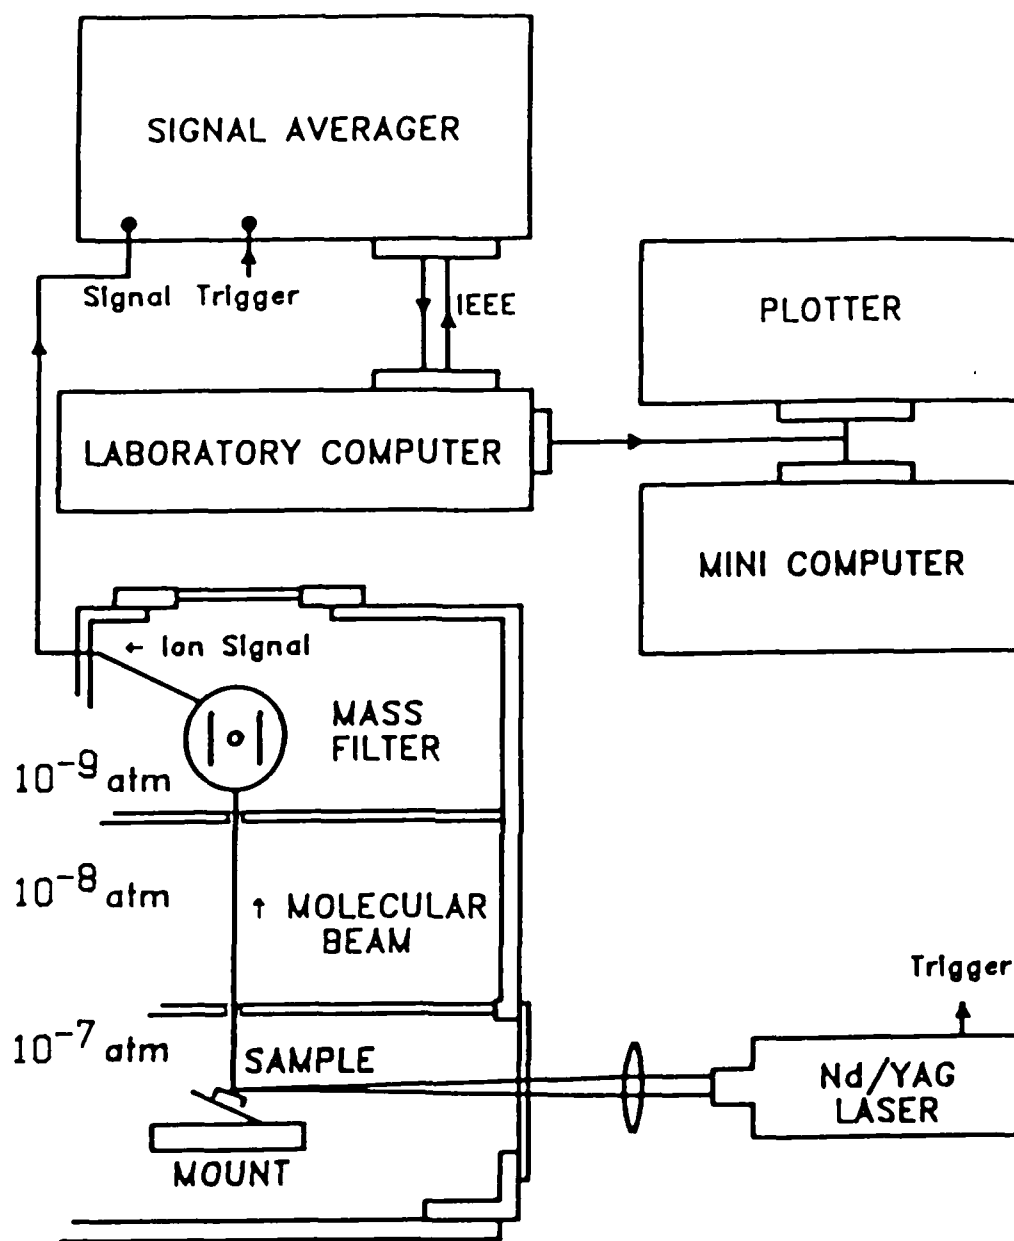 SIGNAL AVERAGER
Signal Trigger
IEEE
PLOTTER
LABORATORY COMPUTER
MINI COMPUTER
← Ion Signal
MASS
FILTER
10⁻⁹ atm
10⁻⁸ atm
↑ MOLECULAR
BEAM
Trigger
10⁻⁷ atm
SAMPLE
Nd/YAG
LASER
MOUNT